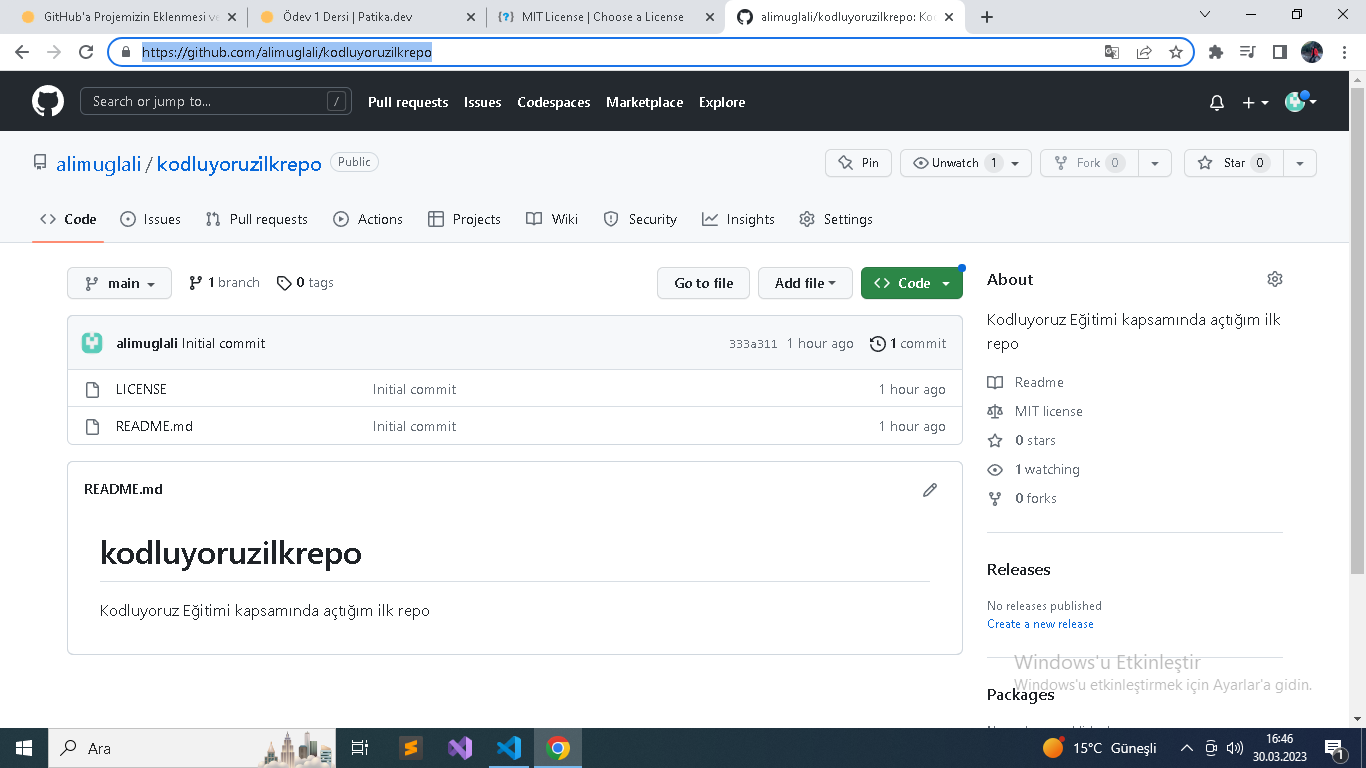 GitHub'a Projemizin Eklenmesi ve
Ödev 1 Dersi | Patika.dev
MIT License | Choose a License
alimuglali/kodluyoruzilkrepo: Ko
https://github.com/alimuglali/kodluyoruzilkrepo
Search or jump to...
/
Pull requests
Issues
Codespaces
Marketplace
Explore
alimuglali / kodluyoruzilkrepo
Public
Pin
Unwatch 1
Fork 0
Star 0
Code
Issues
Pull requests
Actions
Projects
Wiki
Security
Insights
Settings
main
1 branch
0 tags
Go to file
Add file
Code
alimuglali Initial commit
333a311 1 hour ago
1 commit
LICENSE Initial commit 1 hour ago
README.md Initial commit 1 hour ago
README.md
kodluyoruzilkrepo
Kodluyoruz Eğitimi kapsamında açtığım ilk repo
About
Kodluyoruz Eğitimi kapsamında açtığım ilk
repo
Readme
MIT license
0 stars
1 watching
0 forks
Releases
No releases published
Create a new release
Packages
Windows'u Etkinleştir
Windows'u etkinleştirmek için Ayarlar'a gidin.
Ara
15°C Güneşli
16:46
30.03.2023
1